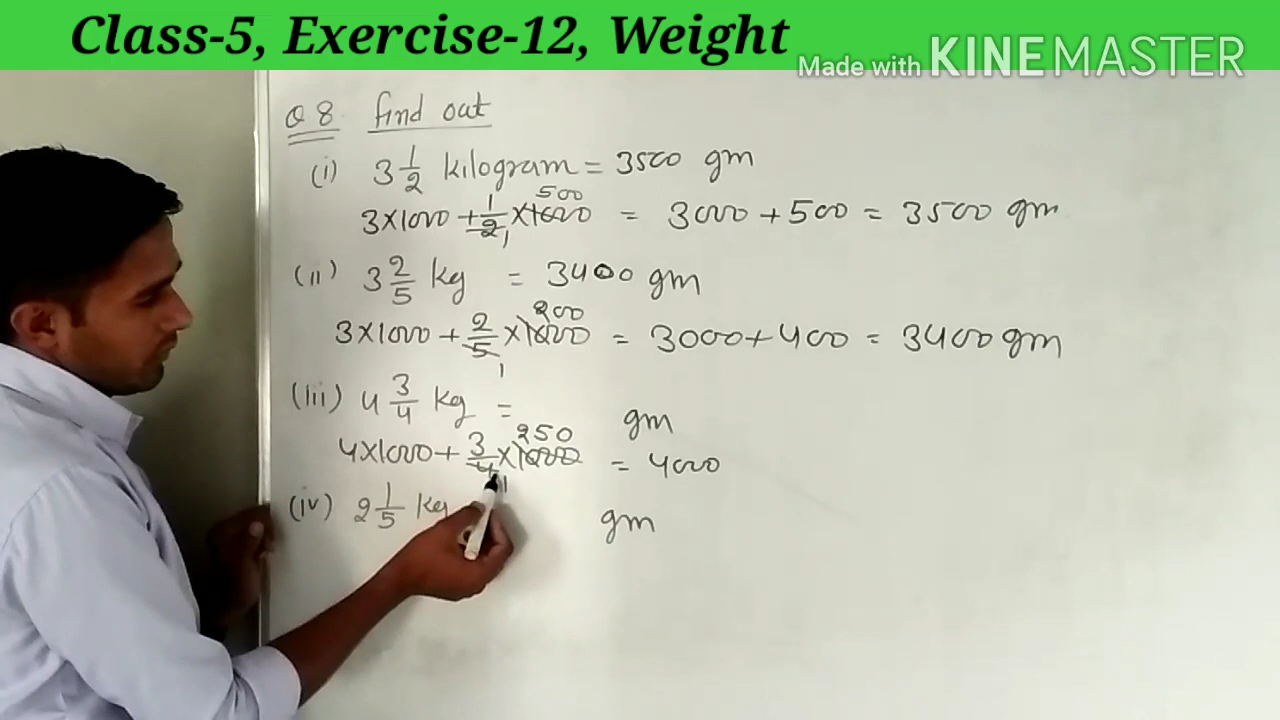 Class-5, Exercise-12, Weight
Made with KINEMASTER
Q 8 find out
(i) 3 1/2 kilogram = 3500 gm
3×1000 + 1/2 × 1000 = 3000 + 500 = 3500 gm
500
1
(ii) 3 2/5 kg = 3400 gm
3×1000 + 2/5 × 1000 = 3000 + 400 = 3400 gm
200
1
(iii) 4 3/4 kg = gm
4×1000 + 3/4 × 1000 = 4000
250
1
(iv) 2 1/5 kg gm